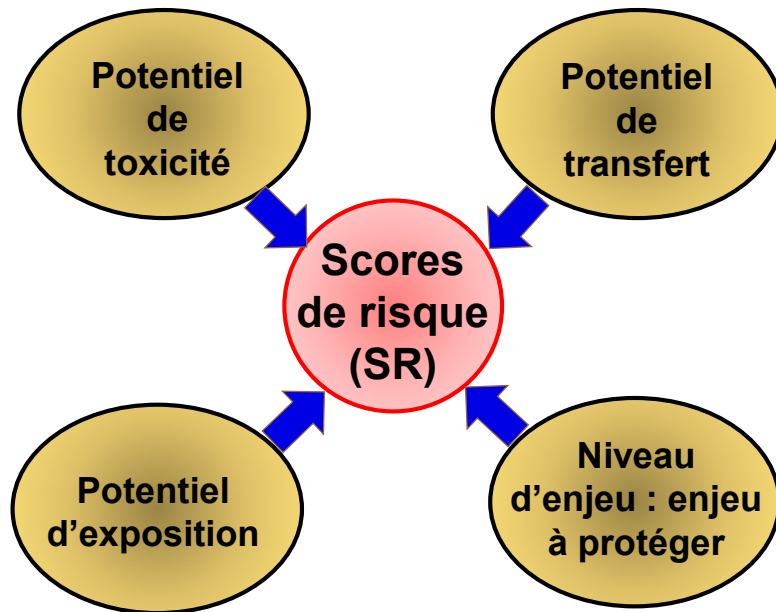 Potentiel
de
toxicité
Potentiel
de
transfert
Scores
de risque
(SR)
Potentiel
d’exposition
Niveau
d’enjeu : enjeu
à protéger